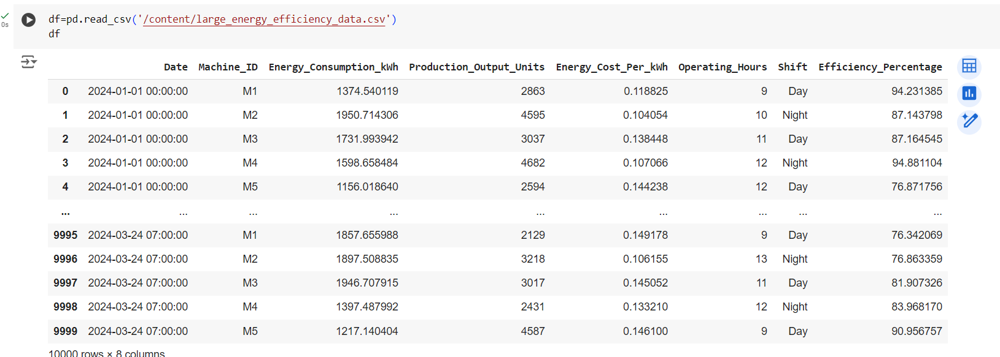 df=pd.read_csv('/content/large_energy_efficiency_data.csv')
0s
df
Date Machine_ID Energy_Consumption_kWh Production_Output_Units Energy_Cost_Per_kWh Operating_Hours Shift Efficiency_Percentage
0 2024-01-01 00:00:00 M1 1374.540119 2863 0.118825 9 Day 94.231385
1 2024-01-01 00:00:00 M2 1950.714306 4595 0.104054 10 Night 87.143798
2 2024-01-01 00:00:00 M3 1731.993942 3037 0.138448 11 Day 87.164545
3 2024-01-01 00:00:00 M4 1598.658484 4682 0.107066 12 Night 94.881104
4 2024-01-01 00:00:00 M5 1156.018640 2594 0.144238 12 Day 76.871756
... ... ... ... ... ... ... ... ...
9995 2024-03-24 07:00:00 M1 1857.655988 2129 0.149178 9 Day 76.342069
9996 2024-03-24 07:00:00 M2 1897.508835 3218 0.106155 13 Night 76.863359
9997 2024-03-24 07:00:00 M3 1946.707915 3017 0.145052 11 Day 81.907326
9998 2024-03-24 07:00:00 M4 1397.487992 2431 0.133210 12 Night 83.968170
9999 2024-03-24 07:00:00 M5 1217.140404 4587 0.146100 9 Day 90.956757
10000 rows × 8 columns